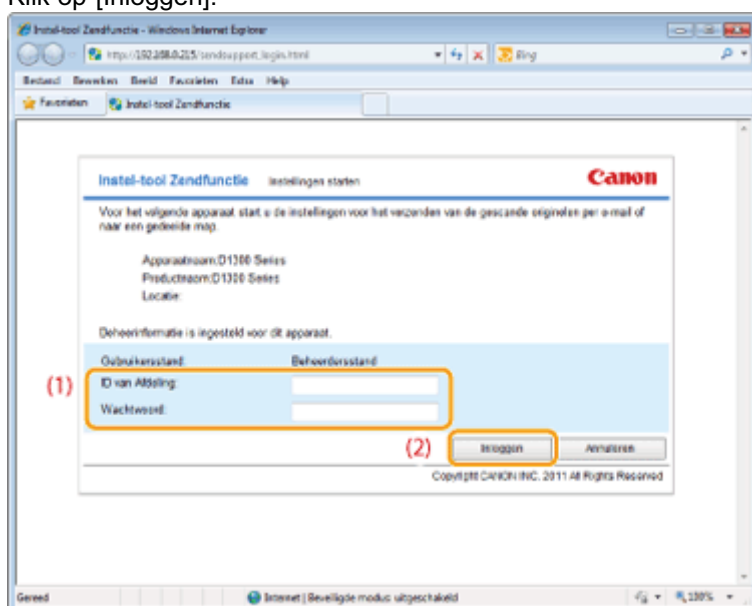 Klik op [Inloggen].
Instel-tool Zendfunctie - Windows Internet Explorer
http://192.168.0.215/sendsupport_login.html
Bing
Bestand Bewerken Beeld Favorieten Extra Help
Favorieten Instel-tool Zendfunctie
Instel-tool Zendfunctie Instellingen starten Canon
Voor het volgende apparaat start u de instellingen voor het verzenden van de gescande originelen per e-mail of
naar een gedeelde map.
Apparaatnaam:D1300 Series
Productnaam:D1300 Series
Locatie:
Beheerinformatie is ingesteld voor dit apparaat.
Gebruikersstand: Beheerdersstand
(1) ID van Afdeling:
Wachtwoord:
(2) Inloggen Annuleren
Copyright CANON INC. 2011 All Rights Reserved
Gereed Internet | Beveiligde modus: uitgeschakeld 100%